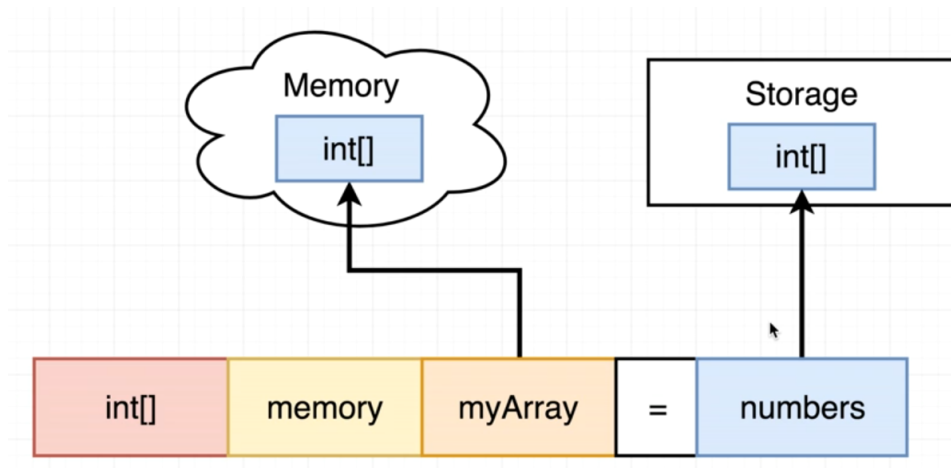 Memory
int[]
Storage
int[]
int[] memory myArray = numbers